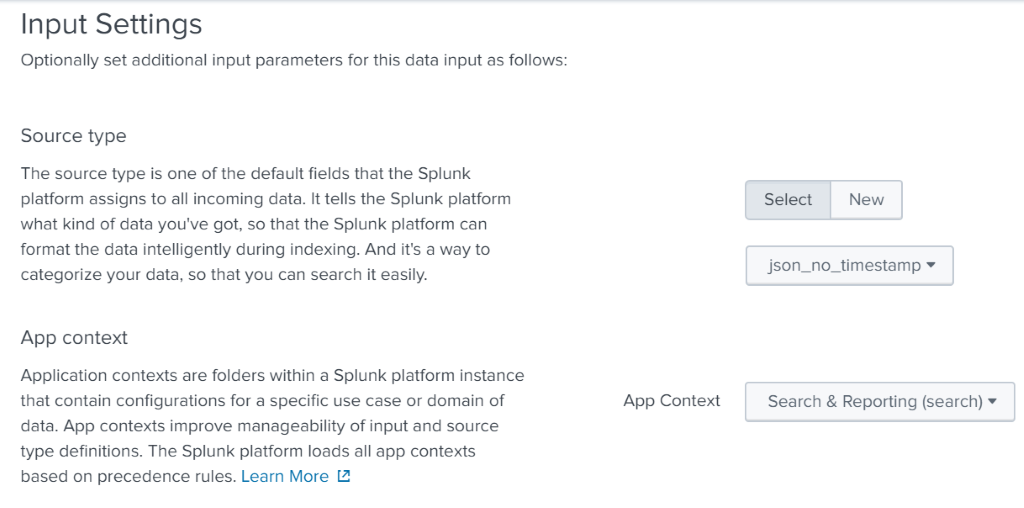 Input Settings
Optionally set additional input parameters for this data input as follows:
Source type
The source type is one of the default fields that the Splunk
platform assigns to all incoming data. It tells the Splunk platform
what kind of data you've got, so that the Splunk platform can
format the data intelligently during indexing. And it's a way to
categorize your data, so that you can search it easily.
Select New
json_no_timestamp
App context
Application contexts are folders within a Splunk platform instance
that contain configurations for a specific use case or domain of
data. App contexts improve manageability of input and source
type definitions. The Splunk platform loads all app contexts
based on precedence rules. Learn More
App Context Search & Reporting (search)